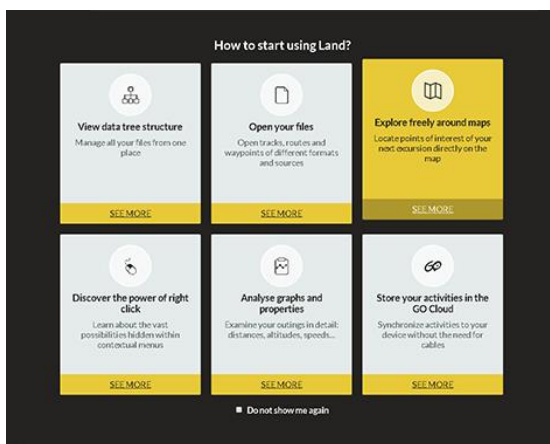 How to start using Land?
View data tree structure
Manage all your files from one
place
SEE MORE
Open your files
Open tracks, routes and
waypoints of different formats
and sources
SEE MORE
Explore freely around maps
Locate points of interest of your
next excursion directly on the
map
SEE MORE
Discover the power of right
click
Learn about the vast
possibilities hidden within
contextual menus
SEE MORE
Analyse graphs and
properties
Examine your outings in detail:
distances, altitudes, speeds...
SEE MORE
GO
Store your activities in the
GO Cloud
Synchronize activities to your
device without the need for
cables
SEE MORE
Do not show me again